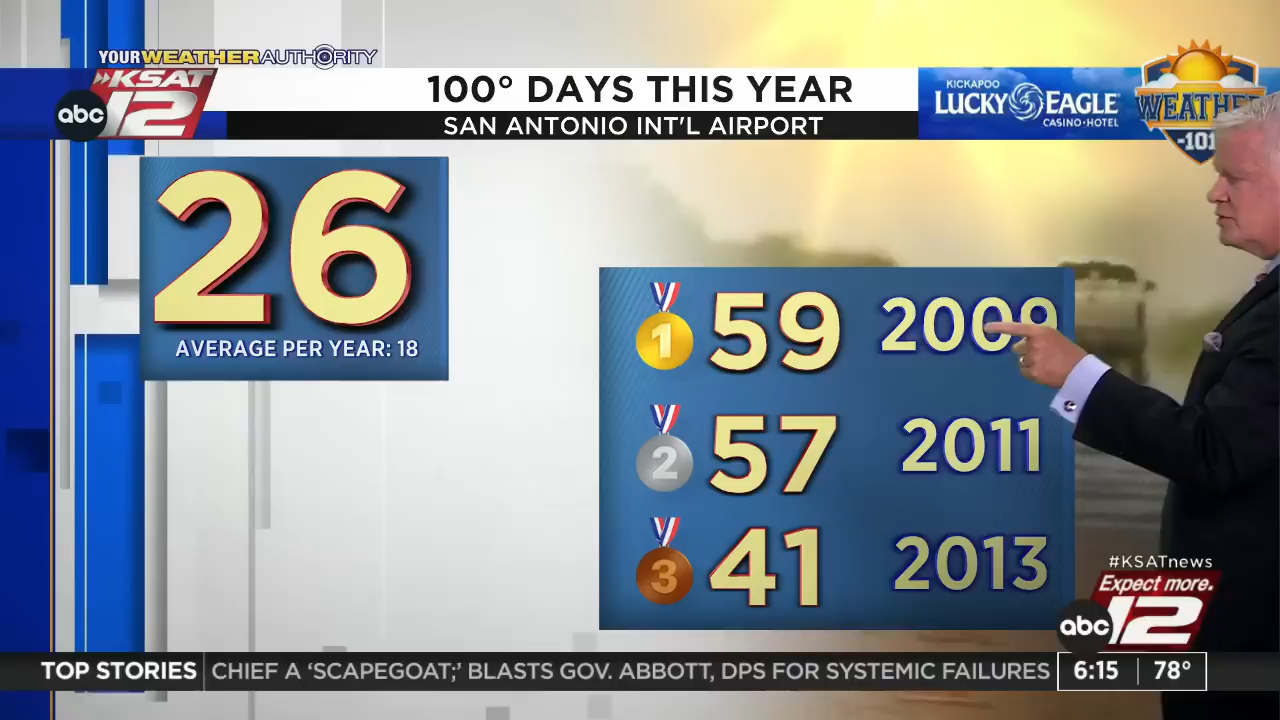 YOUR WEATHER AUTHORITY
KSAT
abc 12
100° DAYS THIS YEAR
SAN ANTONIO INT'L AIRPORT
KICKAPOO
LUCKY EAGLE
CASINO • HOTEL
WEATHER
-101
26
AVERAGE PER YEAR: 18
1 59 2009
2 57 2011
3 41 2013
#KSATnews
Expect more.
abc 12
TOP STORIES CHIEF A ‘SCAPEGOAT;’ BLASTS GOV. ABBOTT, DPS FOR SYSTEMIC FAILURES 6:15 78°